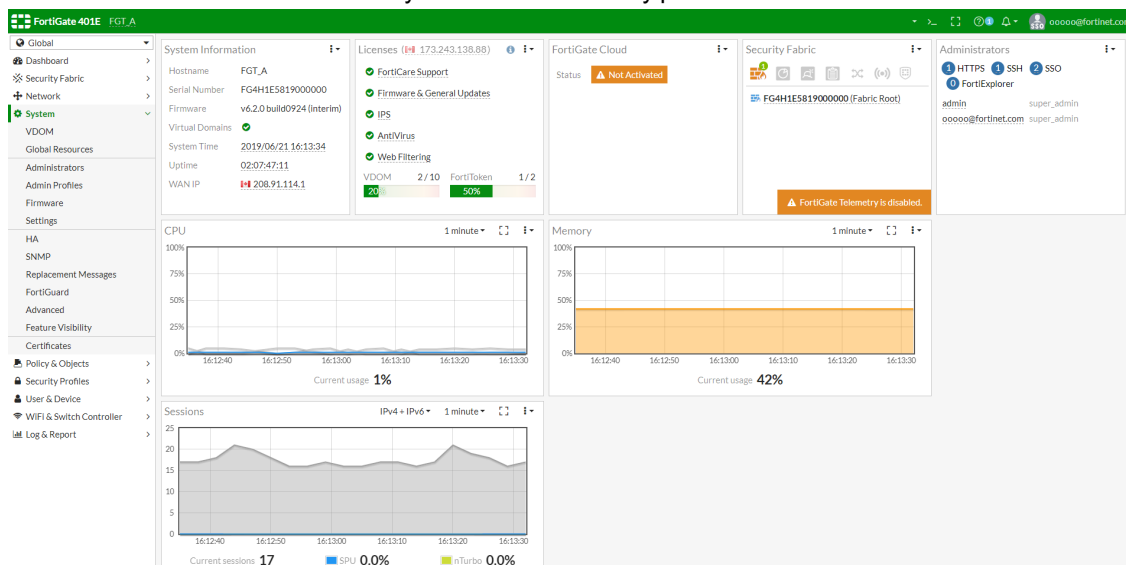 FortiGate 401E FGT_A
1
ooooo@fortinet.com
SSO
Global
Dashboard
Security Fabric
Network
System
VDOM
Global Resources
Administrators
Admin Profiles
Firmware
Settings
HA
SNMP
Replacement Messages
FortiGuard
Advanced
Feature Visibility
Certificates
Policy & Objects
Security Profiles
User & Device
WiFi & Switch Controller
Log & Report
System Information
Hostname FGT_A
Serial Number FG4H1E5819000000
Firmware v6.2.0 build0924 (interim)
Virtual Domains
System Time 2019/06/21 16:13:34
Uptime 02:07:47:11
WAN IP 208.91.114.1
Licenses (173.243.138.88)
FortiCare Support
Firmware & General Updates
IPS
AntiVirus
Web Filtering
VDOM 2 / 10 FortiToken 1 / 2
20% 50%
FortiGate Cloud
Status Not Activated
Security Fabric
1
FG4H1E5819000000 (Fabric Root)
FortiGate Telemetry is disabled.
Administrators
1 HTTPS 1 SSH 2 SSO
0 FortiExplorer
admin super_admin
ooooo@fortinet.com super_admin
CPU 1 minute
100%
75%
50%
25%
0%
16:12:40 16:12:50 16:13:00 16:13:10 16:13:20 16:13:30
Current usage 1%
Memory 1 minute
100%
75%
50%
25%
0%
16:12:40 16:12:50 16:13:00 16:13:10 16:13:20 16:13:30
Current usage 42%
Sessions IPv4 + IPv6 1 minute
25
20
15
10
5
0
16:12:40 16:12:50 16:13:00 16:13:10 16:13:20 16:13:30
Current sessions 17 SPU 0.0% nTurbo 0.0%